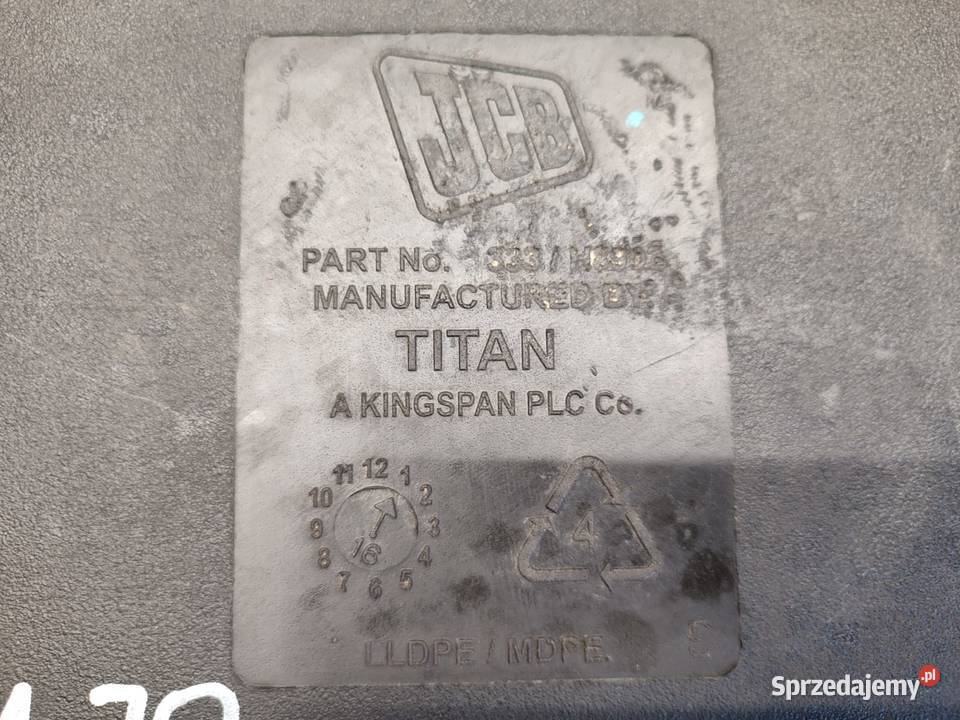 JCB
PART No.
MANUFACTURED BY:
TITAN
A KINGSPAN PLC Co.
11 12 1
10 2
9 3
8 4
7 6 5
16
4
LLDPE / MDPE.
Sprzedajemy.pl